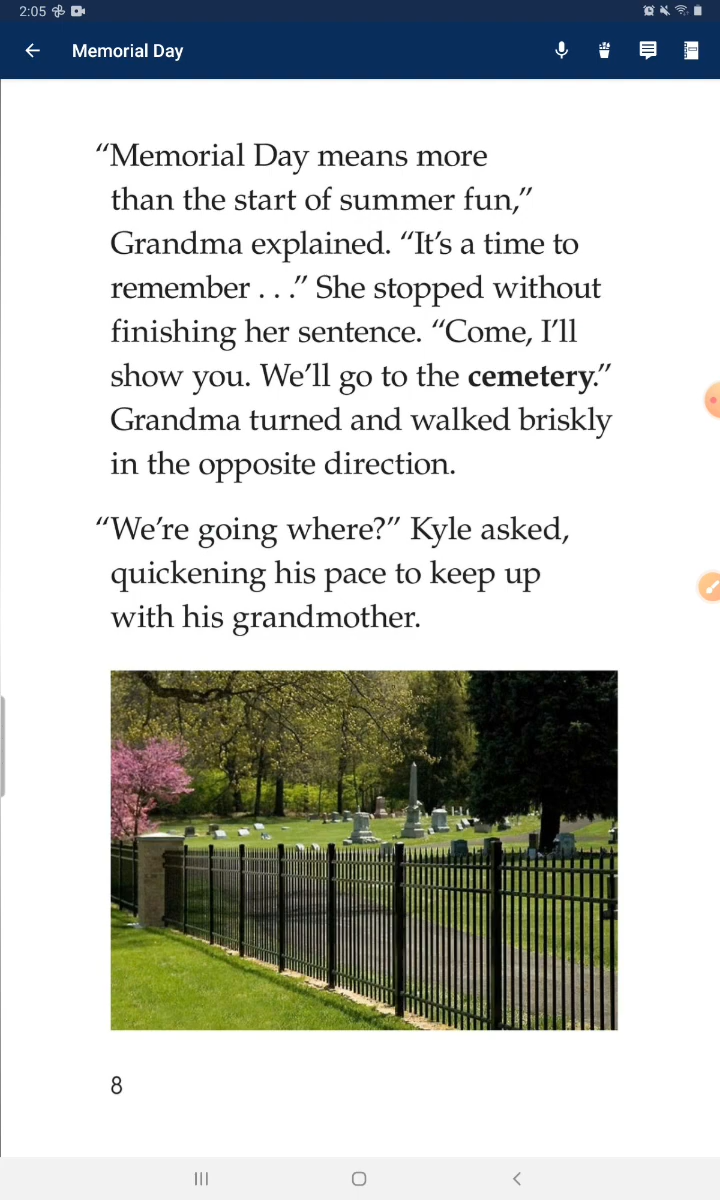 2:05
Memorial Day
“Memorial Day means more
than the start of summer fun,”
Grandma explained. “It’s a time to
remember . . .” She stopped without
finishing her sentence. “Come, I’ll
show you. We’ll go to the cemetery.”
Grandma turned and walked briskly
in the opposite direction.
“We’re going where?” Kyle asked,
quickening his pace to keep up
with his grandmother.
8